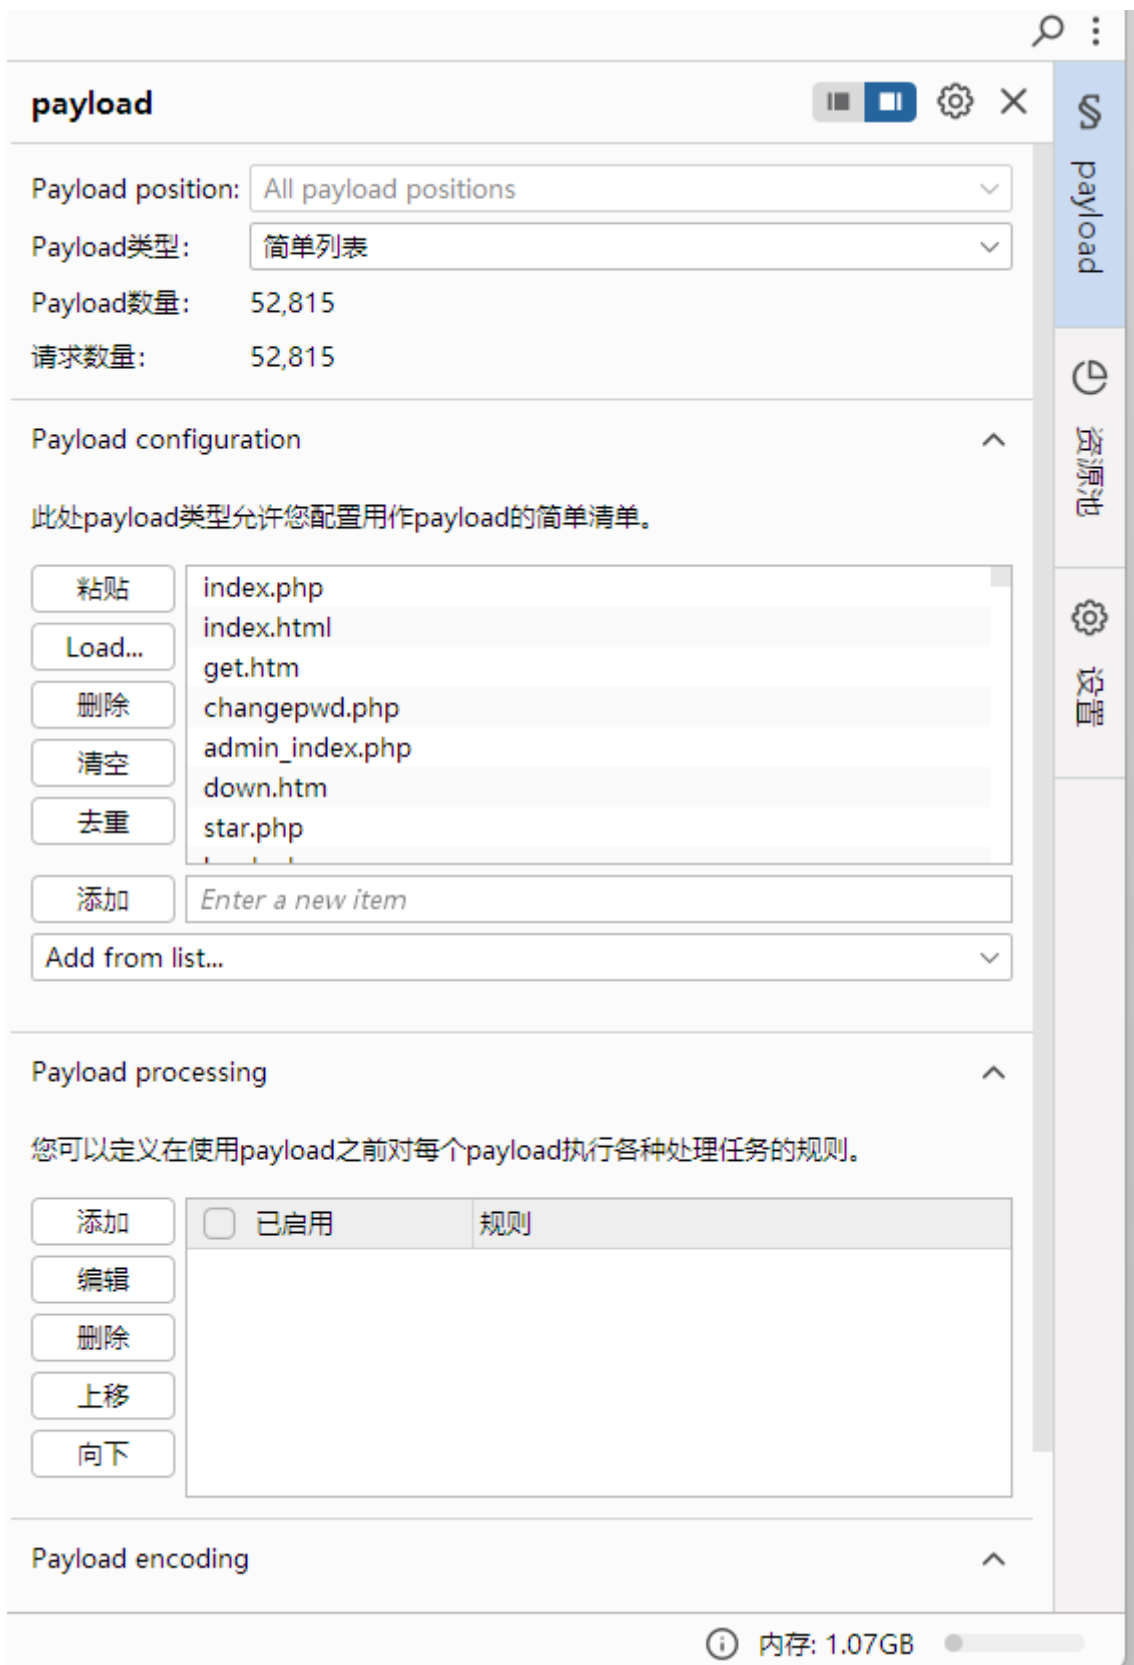 payload
Payload position: All payload positions
Payload类型: 简单列表
Payload数量: 52,815
请求数量: 52,815
Payload configuration
此处payload类型允许您配置用作payload的简单清单。
粘贴
Load...
删除
清空
去重
index.php
index.html
get.htm
changepwd.php
admin_index.php
down.htm
star.php
添加 Enter a new item
Add from list...
Payload processing
您可以定义在使用payload之前对每个payload执行各种处理任务的规则。
添加
编辑
删除
上移
向下
已启用 规则
Payload encoding
内存: 1.07GB
§ payload
资源池
设置